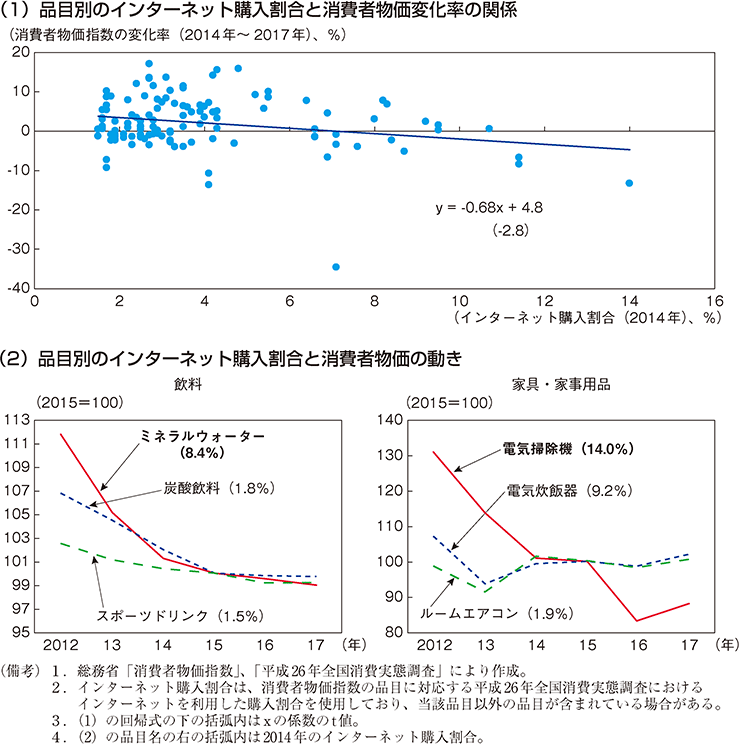 （1）品目別のインターネット購入割合と消費者物価変化率の関係
（消費者物価指数の変化率（2014年～2017年）、％）
20
10
0
-10
-20
-30
-40
y = -0.68x + 4.8
（-2.8）
0 2 4 6 8 10 12 14 16
（インターネット購入割合（2014年）、％）
（2）品目別のインターネット購入割合と消費者物価の動き
飲料
（2015＝100）
113
111
109
107
105
103
101
99
97
95
ミネラルウォーター
（8.4%）
炭酸飲料（1.8%）
スポーツドリンク（1.5%）
2012 13 14 15 16 17 （年）
家具・家事用品
（2015＝100）
140
130
120
110
100
90
80
電気掃除機（14.0%）
電気炊飯器（9.2%）
ルームエアコン（1.9%）
2012 13 14 15 16 17 （年）
（備考）１．総務省「消費者物価指数」、「平成26年全国消費実態調査」により作成。
２．インターネット購入割合は、消費者物価指数の品目に対応する平成26年全国消費実態調査における
インターネットを利用した購入割合を使用しており、当該品目以外の品目が含まれている場合がある。
３．（1）の回帰式の下の括弧内はｘの係数のｔ値。
４．（2）の品目名の右の括弧内は2014年のインターネット購入割合。